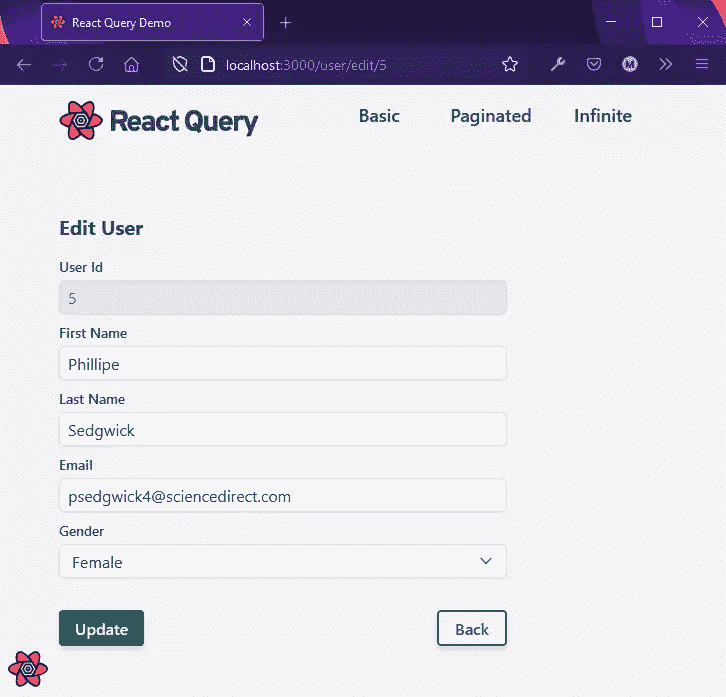 React Query Demo
localhost:3000/user/edit/5
React Query Basic Paginated Infinite
Edit User
User Id
5
First Name
Phillipe
Last Name
Sedgwick
Email
psedgwick4@sciencedirect.com
Gender
Female
Update Back